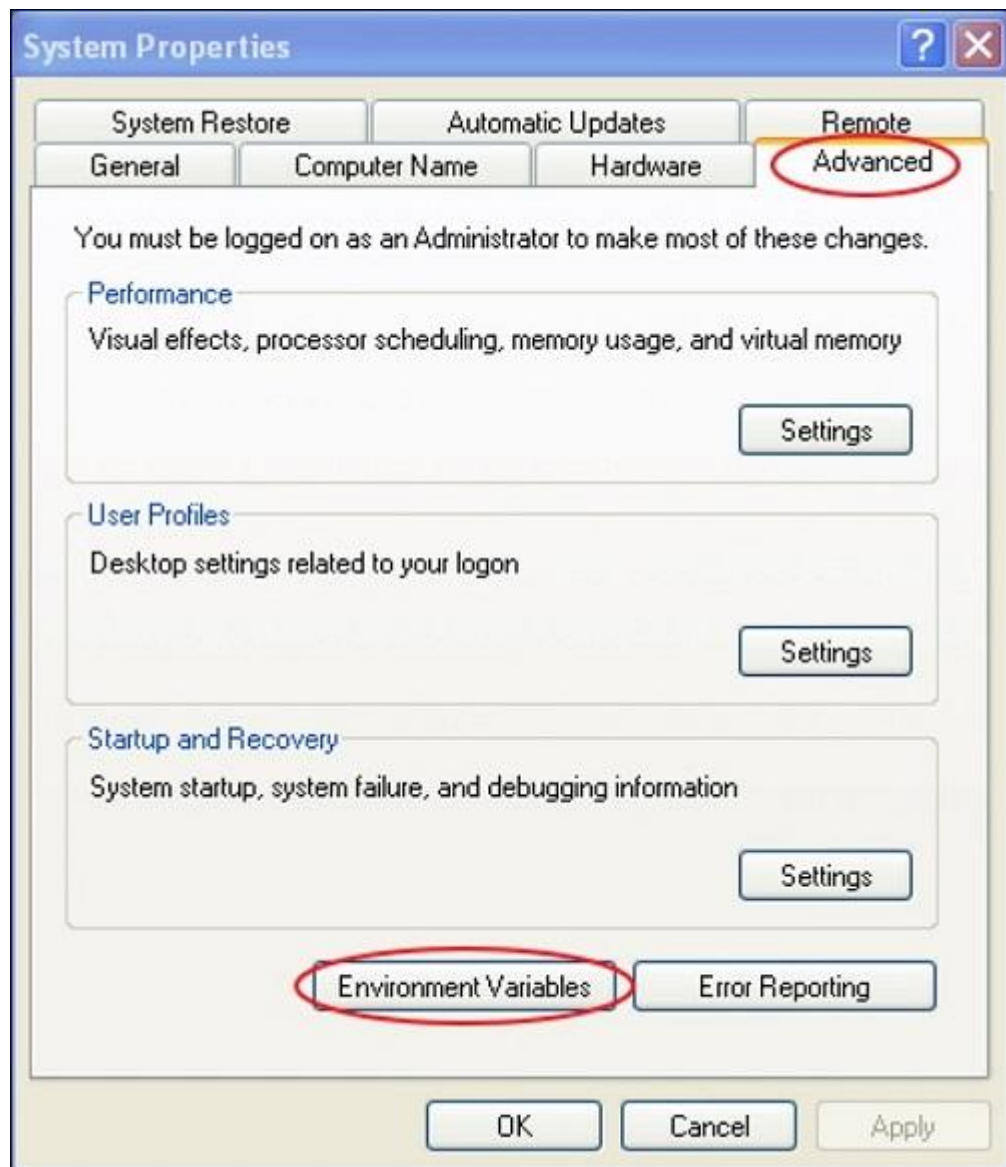 System Properties
System Restore
Automatic Updates
Remote
General
Computer Name
Hardware
Advanced
You must be logged on as an Administrator to make most of these changes.
Performance
Visual effects, processor scheduling, memory usage, and virtual memory
Settings
User Profiles
Desktop settings related to your logon
Settings
Startup and Recovery
System startup, system failure, and debugging information
Settings
Environment Variables
Error Reporting
OK
Cancel
Apply